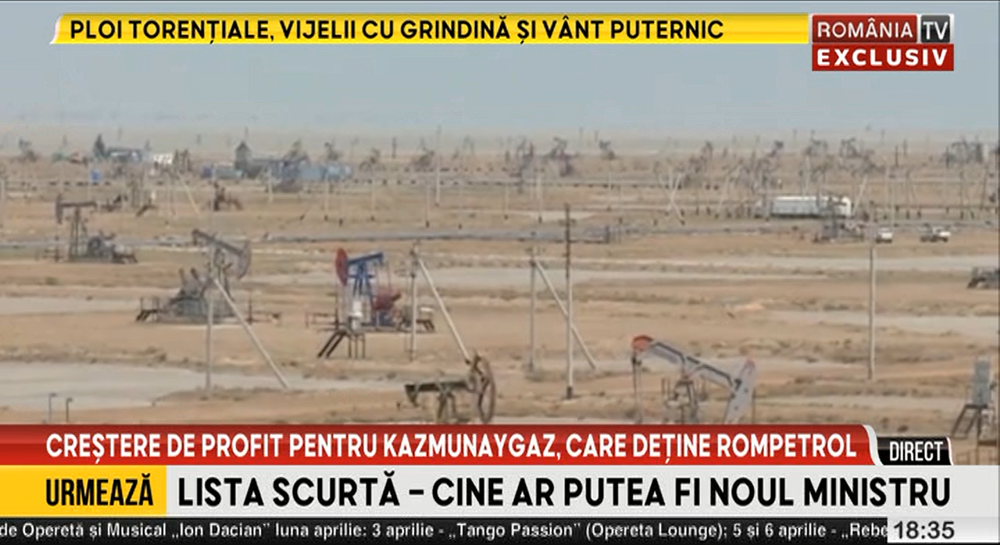 PLOI TORENȚIALE, VIJELII CU GRINDINĂ ȘI VÂNT PUTERNIC
ROMÂNIA TV
EXCLUSIV
CREȘTERE DE PROFIT PENTRU KAZMUNAYGAZ, CARE DEȚINE ROMPETROL
DIRECT
URMEAZĂ
LISTA SCURTĂ – CINE AR PUTEA FI NOUL MINISTRU
de Operetă și Musical „Ion Dacian” luna aprilie: 3 aprilie - „Tango Passion” (Opereta Lounge); 5 și 6 aprilie - „Rebe
18:35